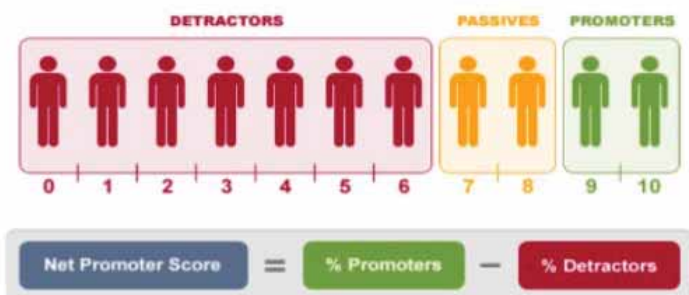 DETRACTORS PASSIVES PROMOTERS
0 1 2 3 4 5 6 7 8 9 10
Net Promoter Score = % Promoters — % Detractors